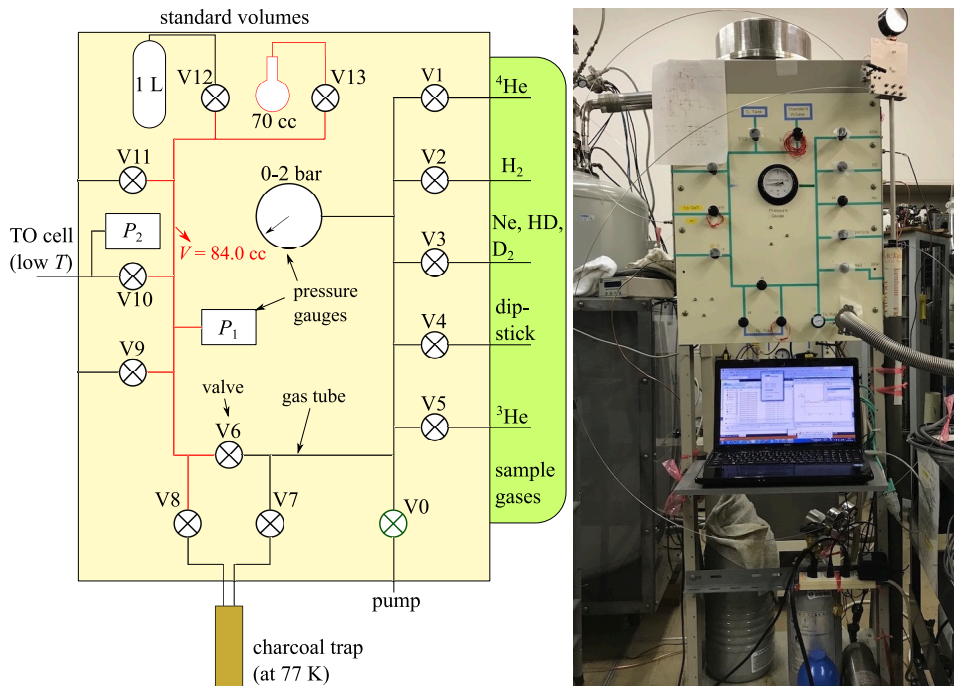 standard volumes
1 L
V12
70 cc
V13
V1
⁴He
V11
0-2 bar
V2
H₂
P₂
TO cell
(low T)
V = 84.0 cc
V3
Ne, HD,
D₂
V10
pressure
gauges
P₁
dip-
stick
V4
V9
valve
gas tube
V5
³He
V6
sample
gases
V8
V7
V0
pump
charcoal trap
(at 77 K)
Pressure
Gauge